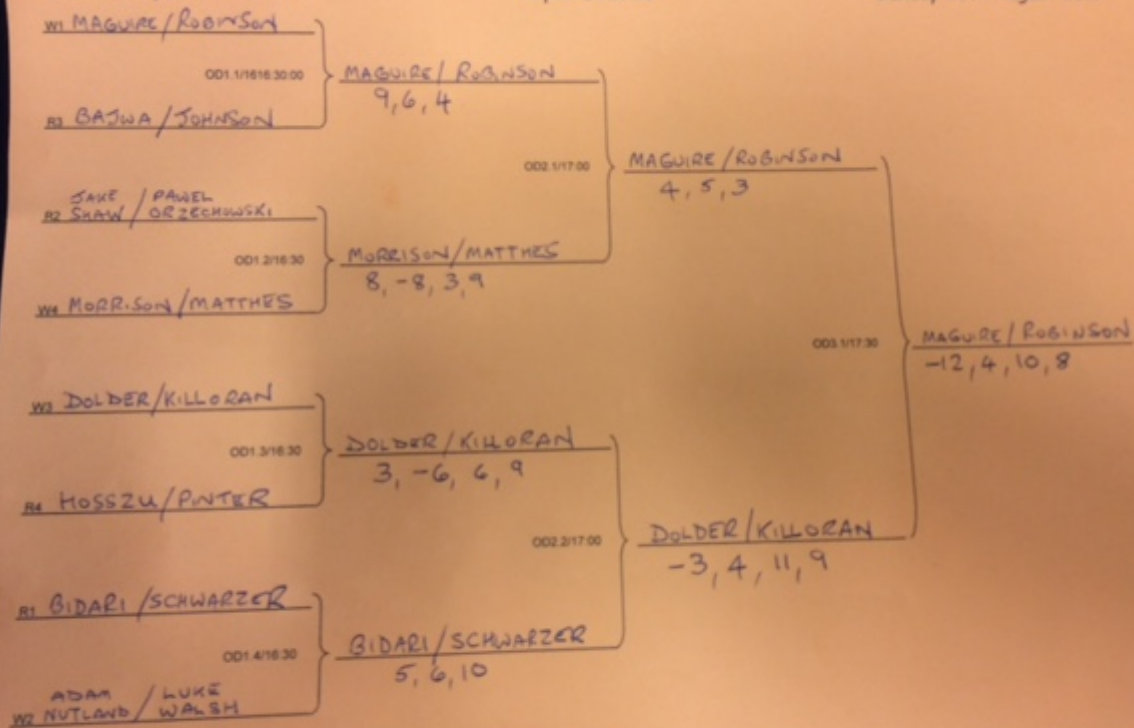 W1 MAGUIRE / ROBINSON
OD1.1/1616:30:00
R3 BAJWA / JOHNSON
MAGUIRE / ROBINSON
9, 6, 4
JAKE / PAWEL
R2 SHAW / ORZECHOWSKI
OD1.2/16:30
W4 MORRISON / MATTHES
MORRISON / MATTHES
8, -8, 3, 9
OD2.1/17:00
MAGUIRE / ROBINSON
4, 5, 3
W3 DOLDER / KILLORAN
OD1.3/16:30
R4 HOSSZU / PINTER
DOLDER / KILLORAN
3, -6, 6, 9
R1 BIDARI / SCHWARZER
OD1.4/16:30
ADAM / LUKE
W2 NUTLAND / WALSH
BIDARI / SCHWARZER
5, 6, 10
OD2.2/17:00
DOLDER / KILLORAN
-3, 4, 11, 9
OD3.1/17:30
MAGUIRE / ROBINSON
-12, 4, 10, 8